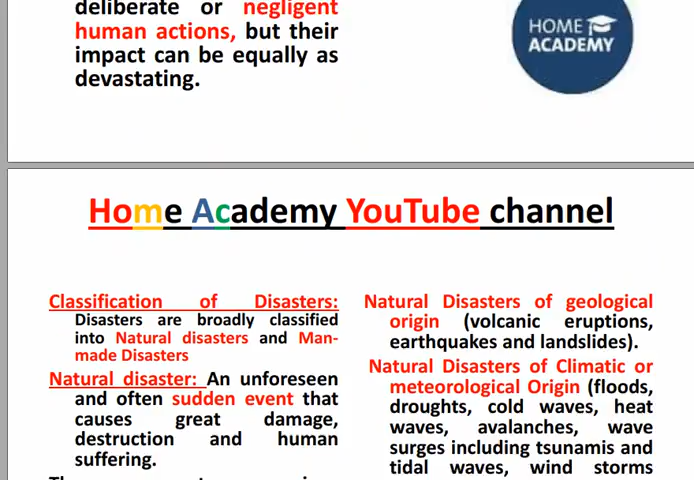 deliberate or negligent
human actions, but their
impact can be equally as
devastating.
HOME
ACADEMY
Home Academy YouTube channel
Classification of Disasters:
Disasters are broadly classified
into Natural disasters and Man-
made Disasters
Natural disaster: An unforeseen
and often sudden event that
causes great damage,
destruction and human
suffering.
Natural Disasters of geological
origin (volcanic eruptions,
earthquakes and landslides).
Natural Disasters of Climatic or
meteorological Origin (floods,
droughts, cold waves, heat
waves, avalanches, wave
surges including tsunamis and
tidal waves, wind storms